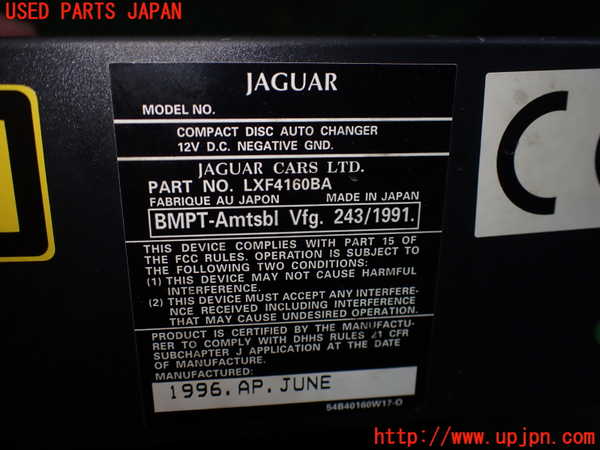 USED PARTS JAPAN
JAGUAR
MODEL NO.
COMPACT DISC AUTO CHANGER
12V D.C. NEGATIVE GND.
JAGUAR CARS LTD.
PART NO. LXF4160BA
FABRIQUE AU JAPON MADE IN JAPAN
BMPT-Amtsbl Vfg. 243/1991.
THIS DEVICE COMPLIES WITH PART 15 OF
THE FCC RULES. OPERATION IS SUBJECT TO
THE FOLLOWING TWO CONDITIONS:
(1) THIS DEVICE MAY NOT CAUSE HARMFUL
INTERFERENCE.
(2) THIS DEVICE MUST ACCEPT ANY INTERFERE-
NCE RECEIVED INCLUDING INTERFERENCE
THAT MAY CAUSE UNDESIRED OPERATION.
PRODUCT IS CERTIFIED BY THE MANUFACTU-
RER TO COMPLY WITH DHHS RULES 21 CFR
SUBCHAPTER J APPLICATION AT THE DATE
OF MANUFACTURE.
MANUFACTURED:
1996.AP.JUNE
54B40160W17-O
CE
http://www.upjpn.com/